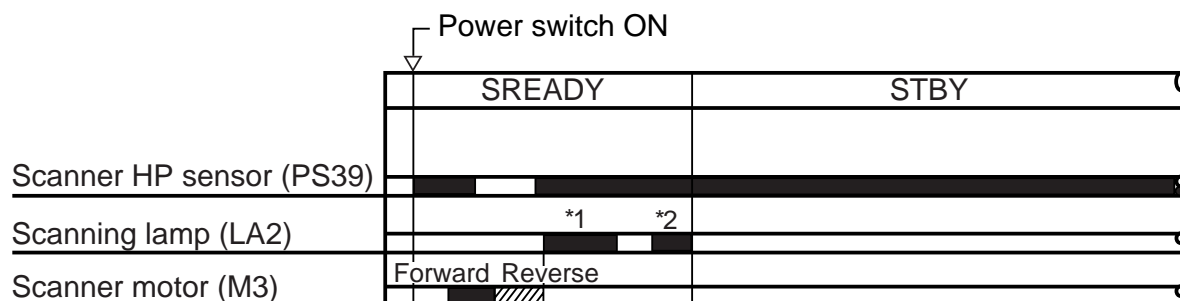 Power switch ON
SREADY STBY
Scanner HP sensor (PS39)
*1 *2
Scanning lamp (LA2)
Forward Reverse
Scanner motor (M3)